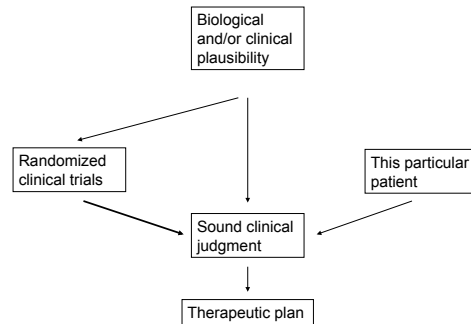 Biological
and/or clinical
plausibility
Randomized
clinical trials
This particular
patient
Sound clinical
judgment
Therapeutic plan